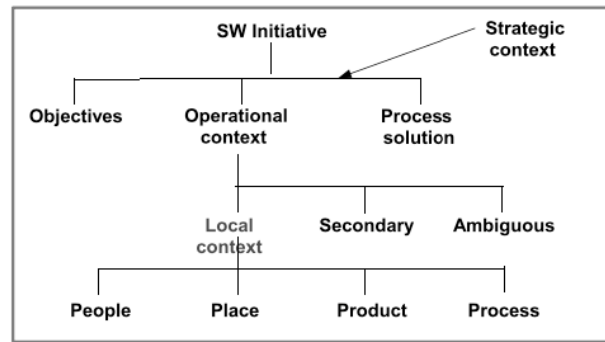 SW Initiative
Strategic
context
Objectives
Operational
context
Process
solution
Local
context
Secondary
Ambiguous
People
Place
Product
Process